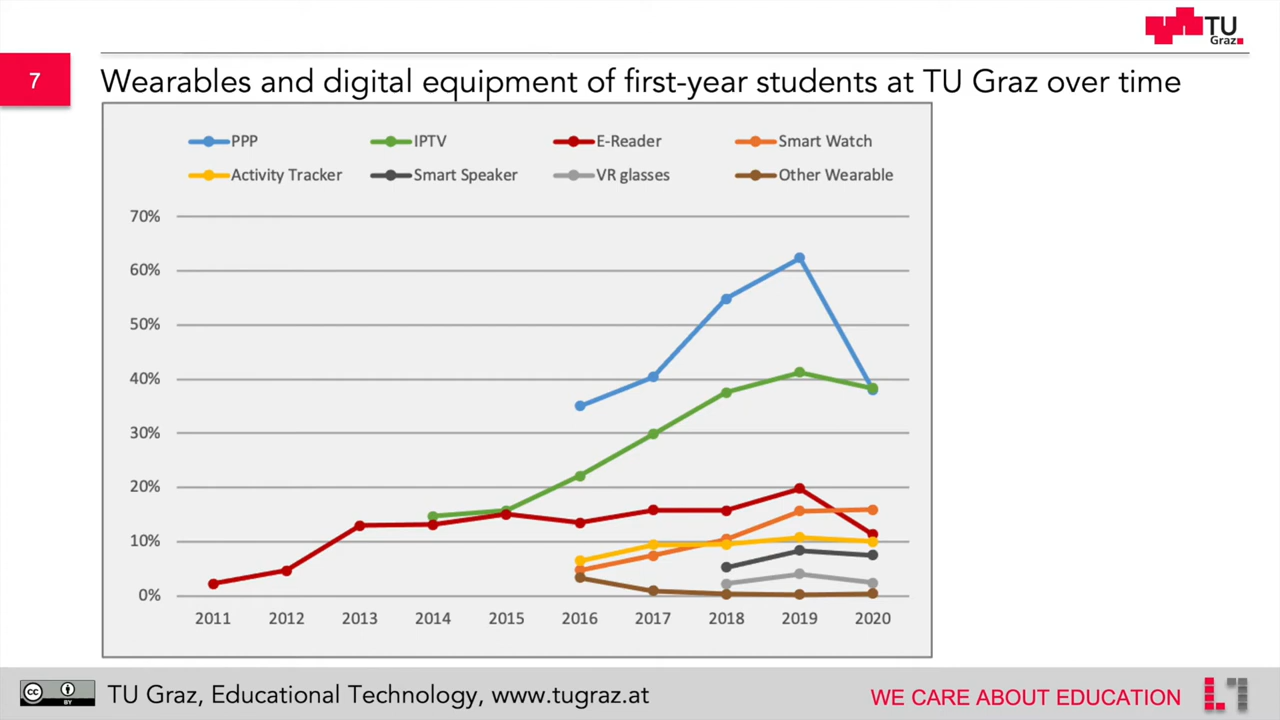 TU
Graz
7
Wearables and digital equipment of first-year students at TU Graz over time
PPP IPTV E-Reader Smart Watch
Activity Tracker Smart Speaker VR glasses Other Wearable
70%
60%
50%
40%
30%
20%
10%
0%
2011 2012 2013 2014 2015 2016 2017 2018 2019 2020
cc BY
TU Graz, Educational Technology, www.tugraz.at
WE CARE ABOUT EDUCATION